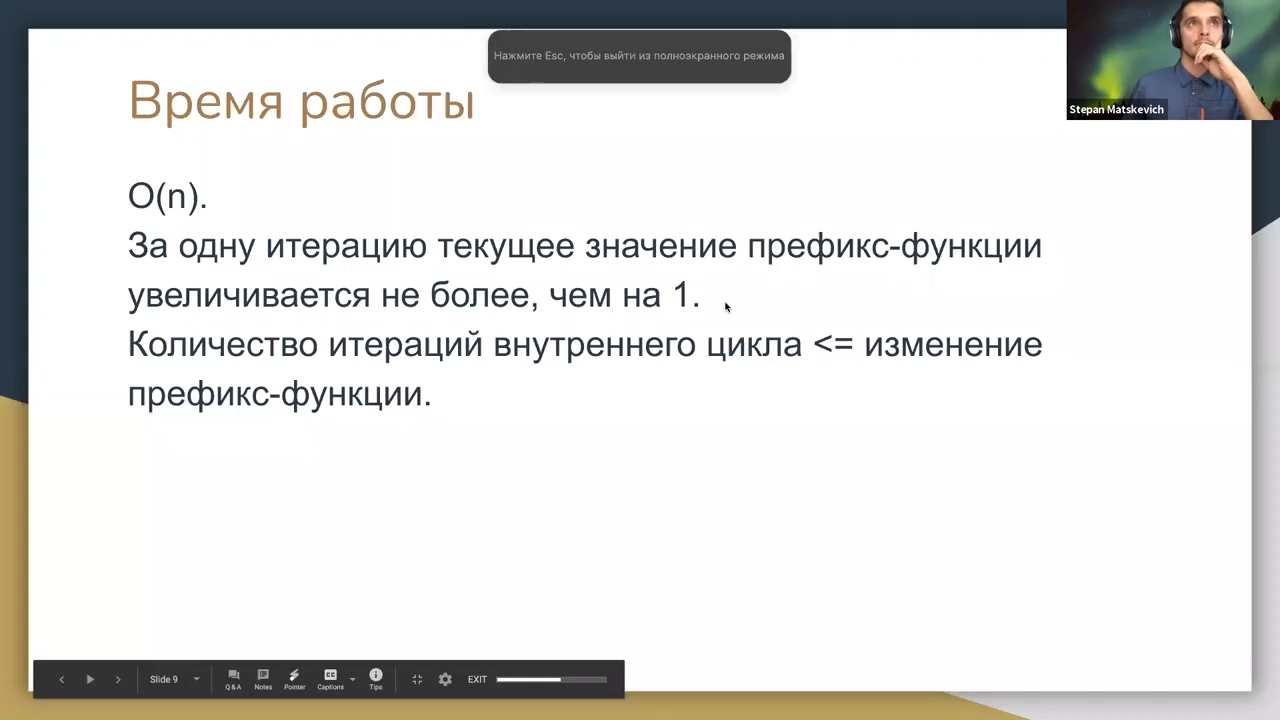 Нажмите Esc, чтобы выйти из полноэкранного режима
Stepan Matskevich
Время работы
O(n).
За одну итерацию текущее значение префикс-функции
увеличивается не более, чем на 1.
Количество итераций внутреннего цикла <= изменение
префикс-функции.
Slide 9
Q&A
Notes
Pointer
Captions
Tips
EXIT